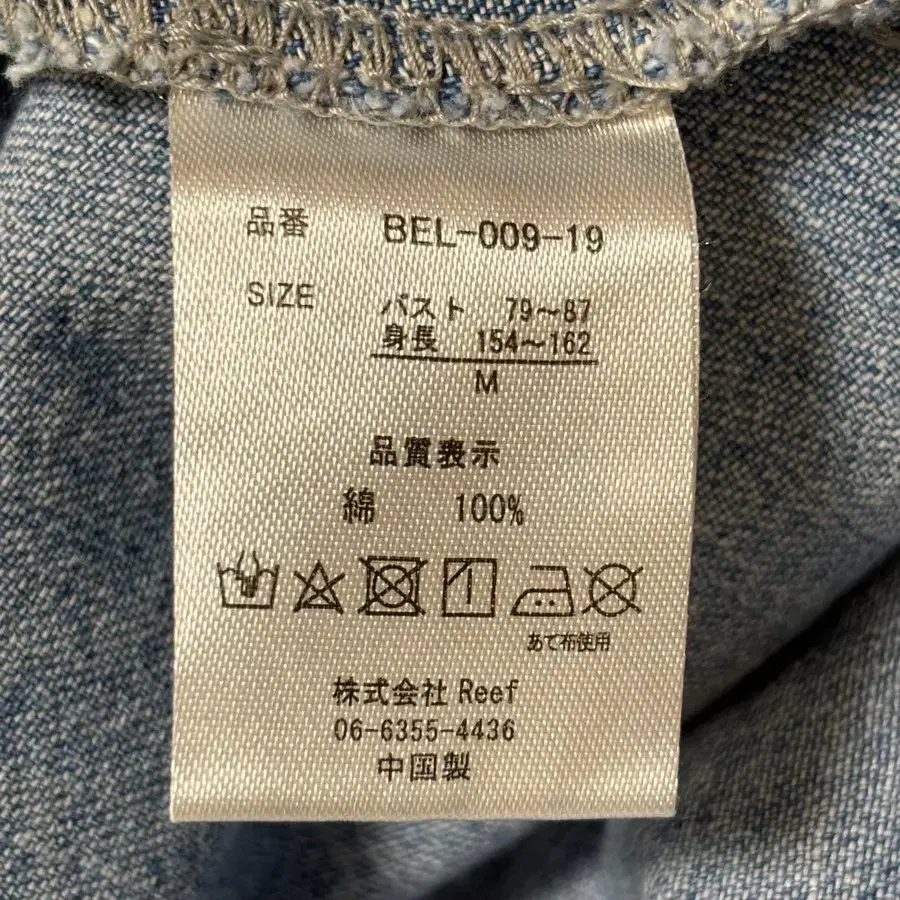 品番 BEL-009-19
SIZE バスト 79〜87
身長 154〜162
M
品質表示
綿 100%
あて布使用
株式会社 Reef
06-6355-4436
中国製